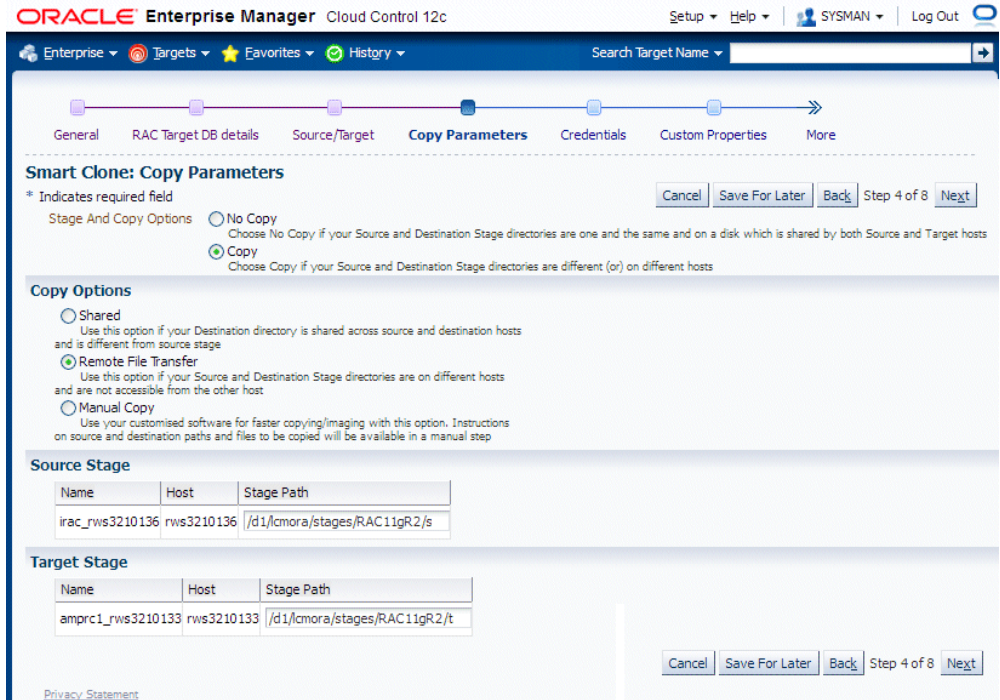 ORACLE Enterprise Manager Cloud Control 12c
Setup Help SYSMAN Log Out
Enterprise Targets Favorites History Search Target Name
General RAC Target DB details Source/Target Copy Parameters Credentials Custom Properties More
Smart Clone: Copy Parameters
* Indicates required field
Cancel Save For Later Back Step 4 of 8 Next
Stage And Copy Options No Copy
Choose No Copy if your Source and Destination Stage directories are one and the same and on a disk which is shared by both Source and Target hosts
Copy
Choose Copy if your Source and Destination Stage directories are different (or) on different hosts
Copy Options
Shared
Use this option if your Destination directory is shared across source and destination hosts
and is different from source stage
Remote File Transfer
Use this option if your Source and Destination Stage directories are on different hosts
and are not accessible from the other host
Manual Copy
Use your customised software for faster copying/imaging with this option. Instructions
on source and destination paths and files to be copied will be available in a manual step
Source Stage
Name Host Stage Path
irac_rws3210136 rws3210136 /d1/lcmora/stages/RAC11gR2/s
Target Stage
Name Host Stage Path
amprc1_rws3210133 rws3210133 /d1/lcmora/stages/RAC11gR2/t
Cancel Save For Later Back Step 4 of 8 Next
Privacy Statement